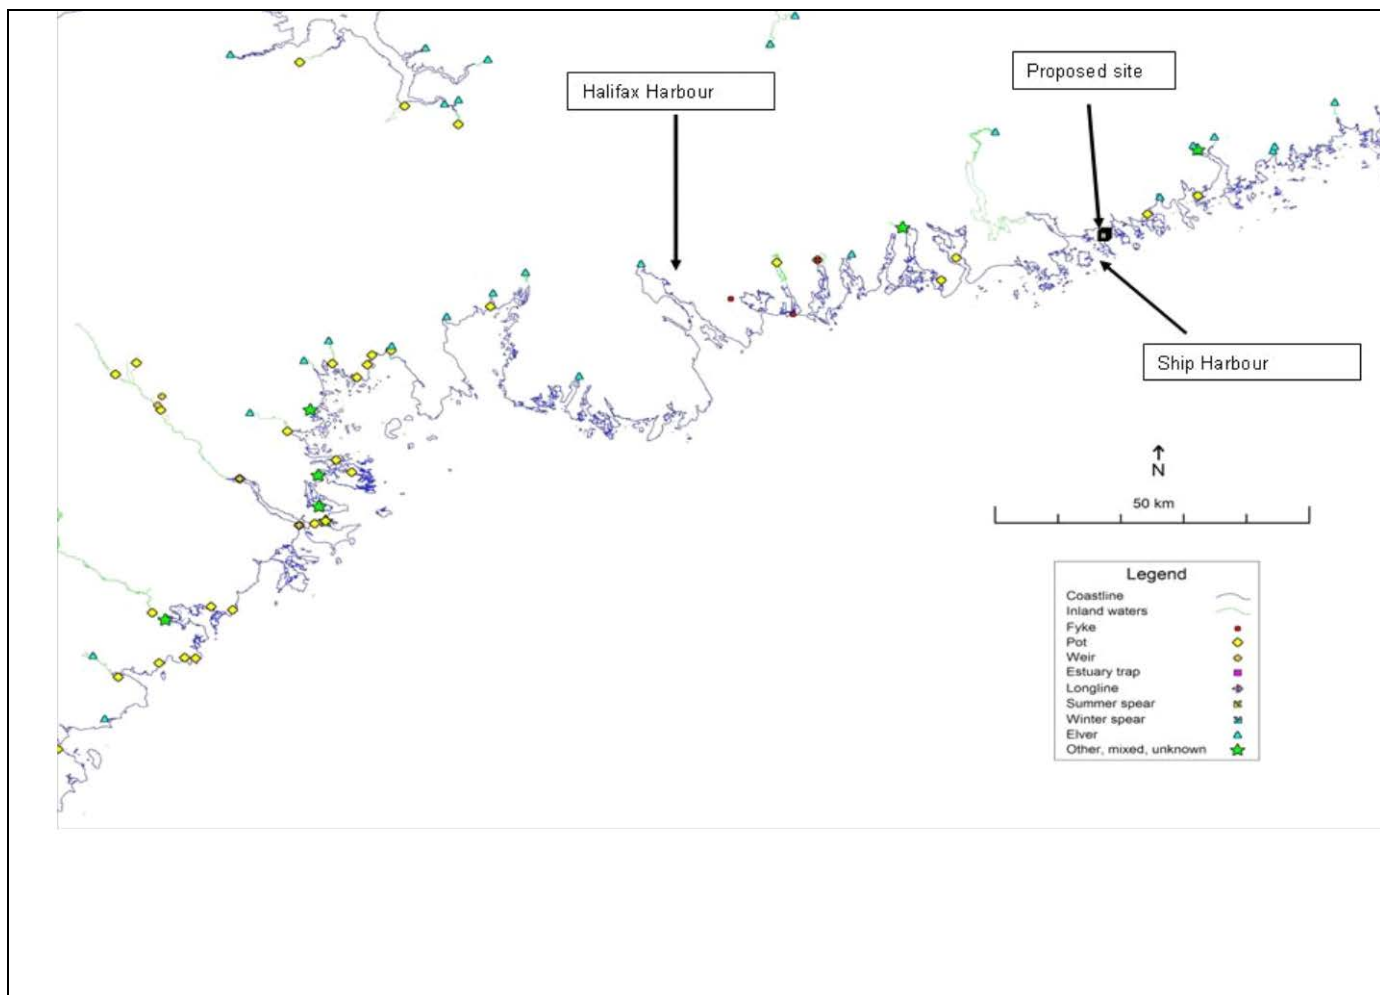 Proposed site
Halifax Harbour
Ship Harbour
N
50 km
Legend
Coastline
Inland waters
Fyke
Pot
Weir
Estuary trap
Longline
Summer spear
Winter spear
Elver
Other, mixed, unknown